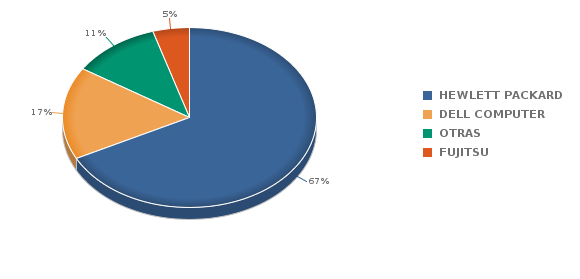 5%
11%
17%
67%
HEWLETT PACKARD
DELL COMPUTER
OTRAS
FUJITSU